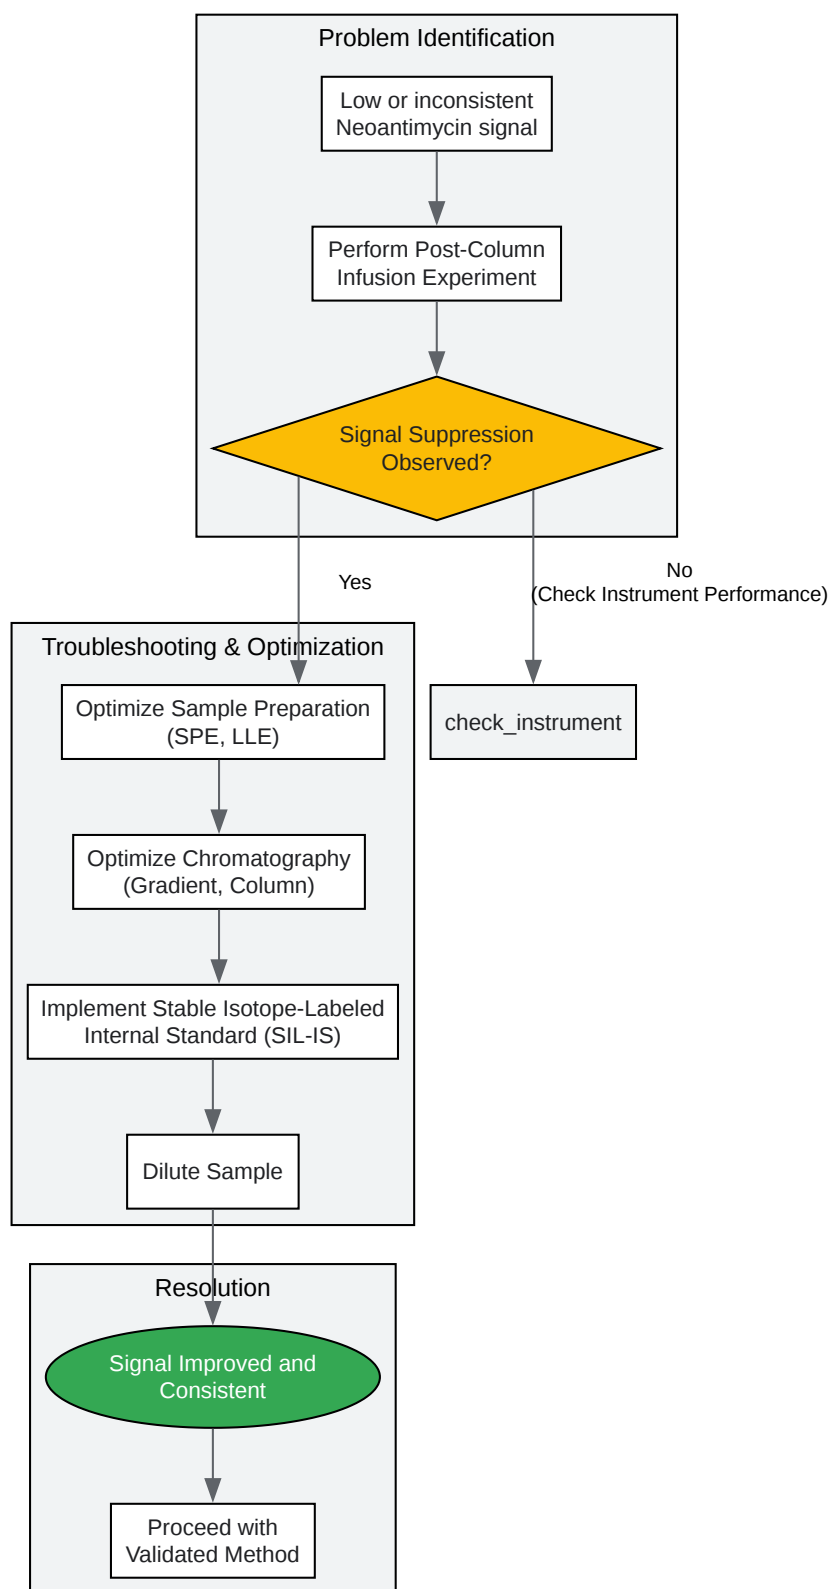 Problem Identification
Low or inconsistent
Neoantimycin signal
Perform Post-Column
Infusion Experiment
Signal Suppression
Observed?
Yes
No
(Check Instrument Performance)
Troubleshooting & Optimization
Optimize Sample Preparation
(SPE, LLE)
check_instrument
Optimize Chromatography
(Gradient, Column)
Implement Stable Isotope-Labeled
Internal Standard (SIL-IS)
Dilute Sample
Resolution
Signal Improved and
Consistent
Proceed with
Validated Method